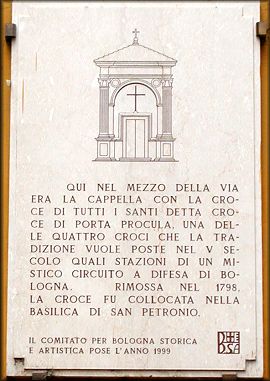 QUI NEL MEZZO DELLA VIA
ERA LA CAPPELLA CON LA CRO-
CE DI TUTTI I SANTI DETTA CRO-
CE DI PORTA PROCULA, UNA DEL-
LE QUATTRO CROCI CHE LA TRA-
DIZIONE VUOLE POSTE NEL V SE-
COLO QUALI STAZIONI DI UN MI-
STICO CIRCUITO A DIFESA DI BO-
LOGNA. RIMOSSA NEL 1798,
LA CROCE FU COLLOCATA NELLA
BASILICA DI SAN PETRONIO.
IL COMITATO PER BOLOGNA STORICA
E ARTISTICA POSE L'ANNO 1999